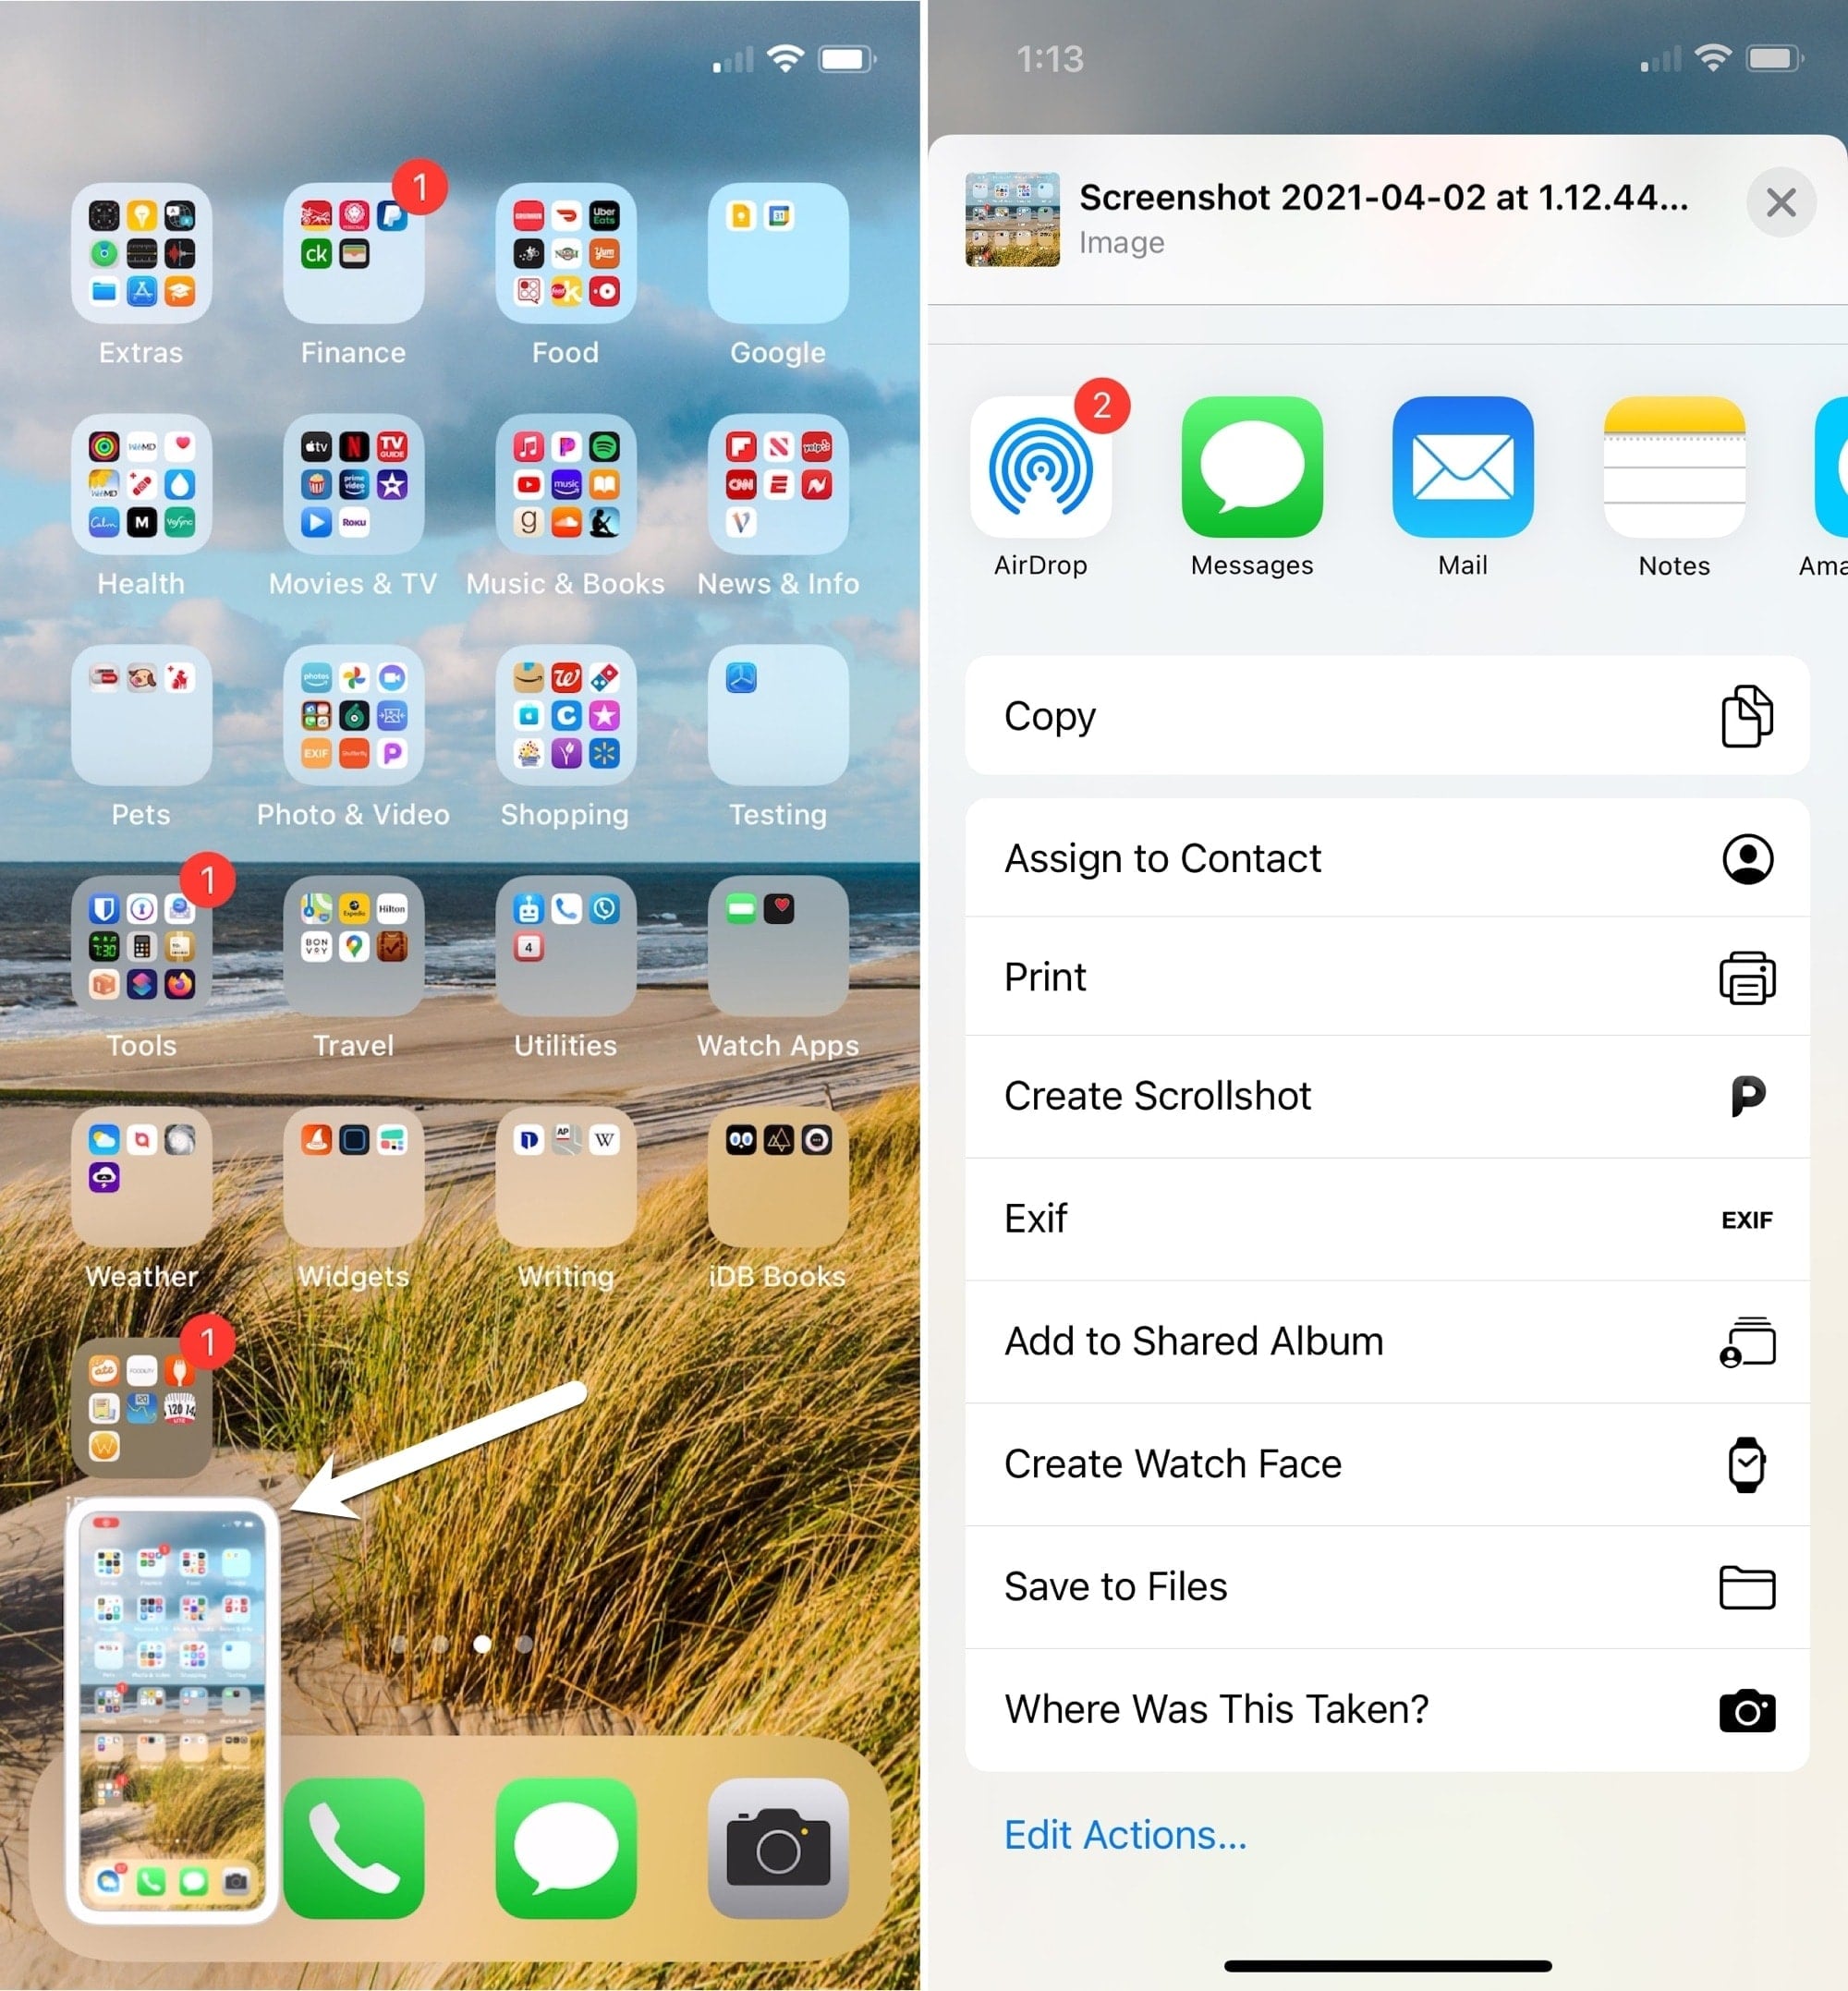 1
Extras
Finance
Food
Google
Health
Movies & TV
Music & Books
News & Info
Pets
Photo & Video
Shopping
Testing
1
Tools
Travel
Utilities
Watch Apps
Weather
Widgets
Writing
iDB Books
1
1:13
Screenshot 2021-04-02 at 1.12.44...
Image
2
AirDrop
Messages
Mail
Notes
Ama
Copy
Assign to Contact
Print
Create Scrollshot
Exif
EXIF
Add to Shared Album
Create Watch Face
Save to Files
Where Was This Taken?
Edit Actions...